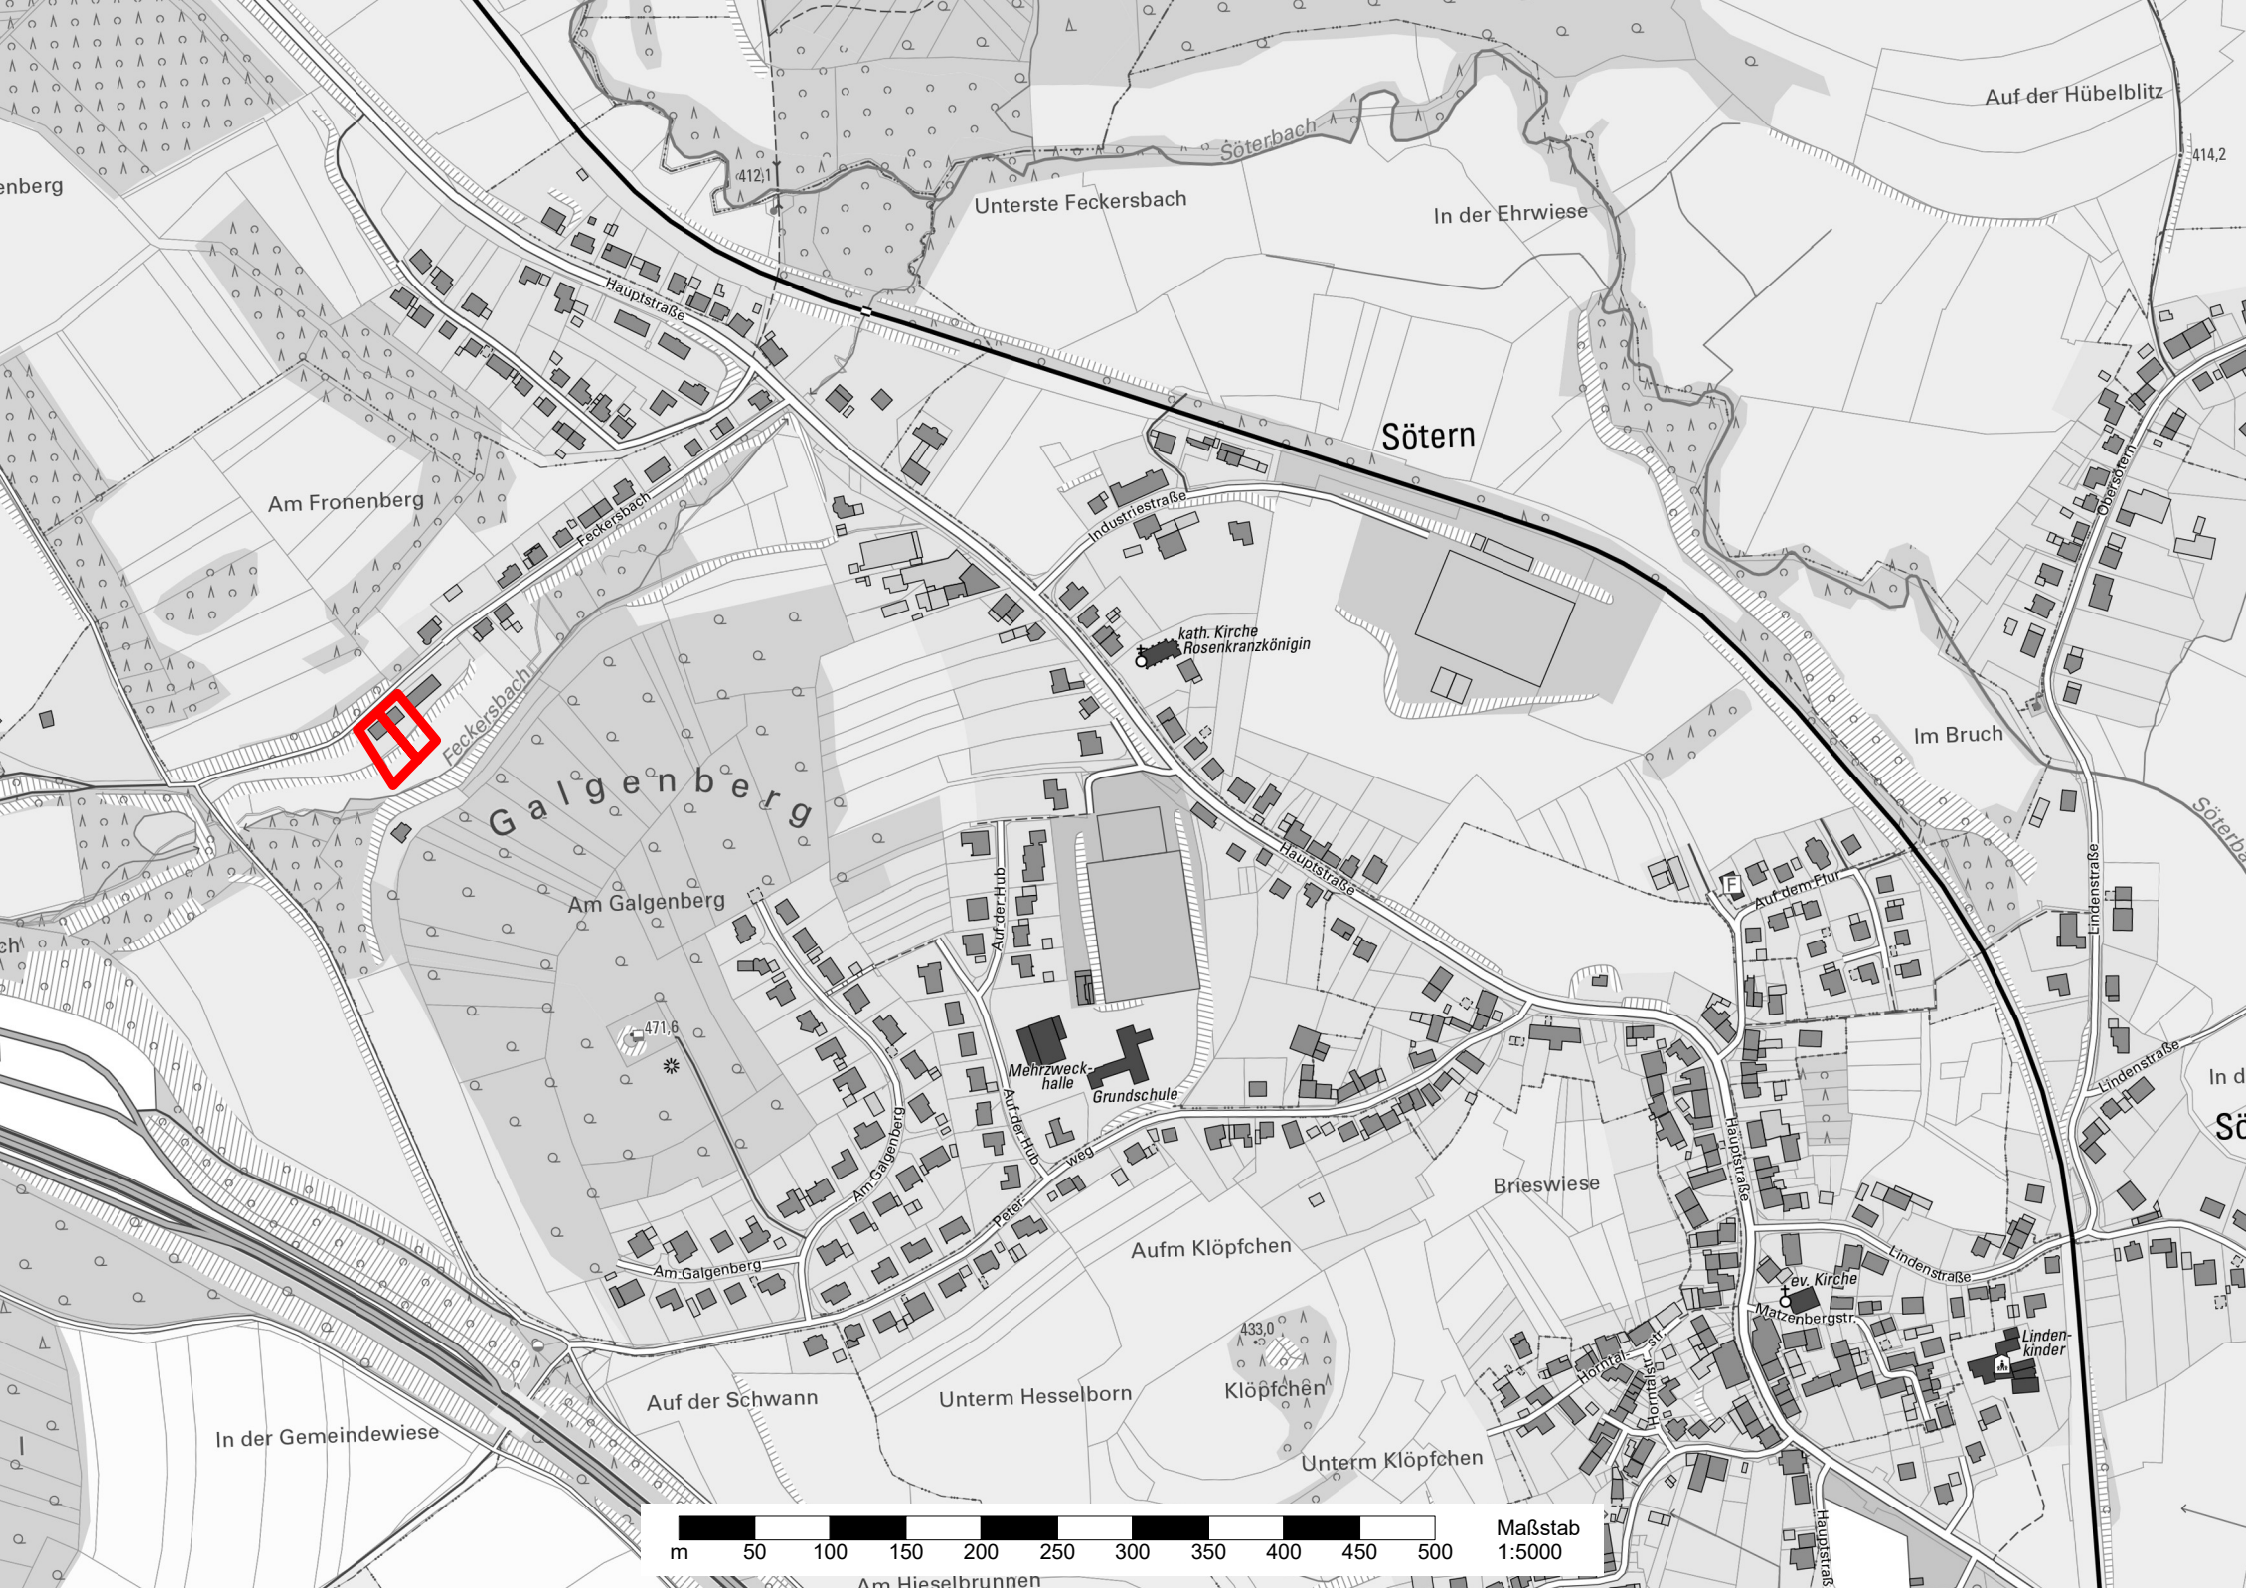 Auf der Hübelblitz
Söterbach
414,2
412,1
enberg
Unterste Feckersbach
In der Ehrwiese
Hauptstraße
Sötern
Obersötern
Am Fronenberg
Feckersbach
Industriestraße
kath. Kirche
Rosenkranzkönigin
Feckersbach
Im Bruch
Galgenberg
Söterba
Hauptstraße
Lindenstraße
Auf der Hub
F
Auf dem Flur
Am Galgenberg
ch
471,6
Mehrzweck-
halle
Grundschule
Lindenstraße
In d
Auf der Hub
Am Galgenberg
Hauptstraße
Sö
weg
Peter
Brieswiese
Aufm Klöpfchen
Am Galgenberg
Lindenstraße
ev. Kirche
Matzenbergstr.
433,0
Linden-
kinder
Horntal-
str.
Horntalstr.
Klöpfchen
Auf der Schwann
Unterm Hesselborn
In der Gemeindewiese
I
Unterm Klöpfchen
Hauptstraß
Maßstab
m 50 100 150 200 250 300 350 400 450 500 1:5000
Am Hieselbrunnen